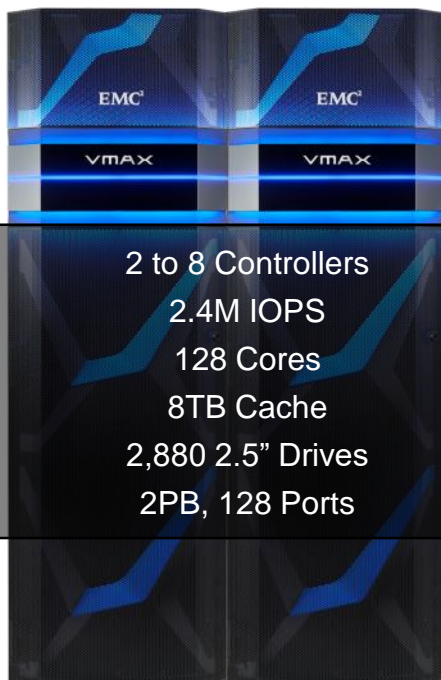 EMC² EMC²
VMAX VMAX
2 to 8 Controllers
2.4M IOPS
128 Cores
8TB Cache
2,880 2.5” Drives
2PB, 128 Ports